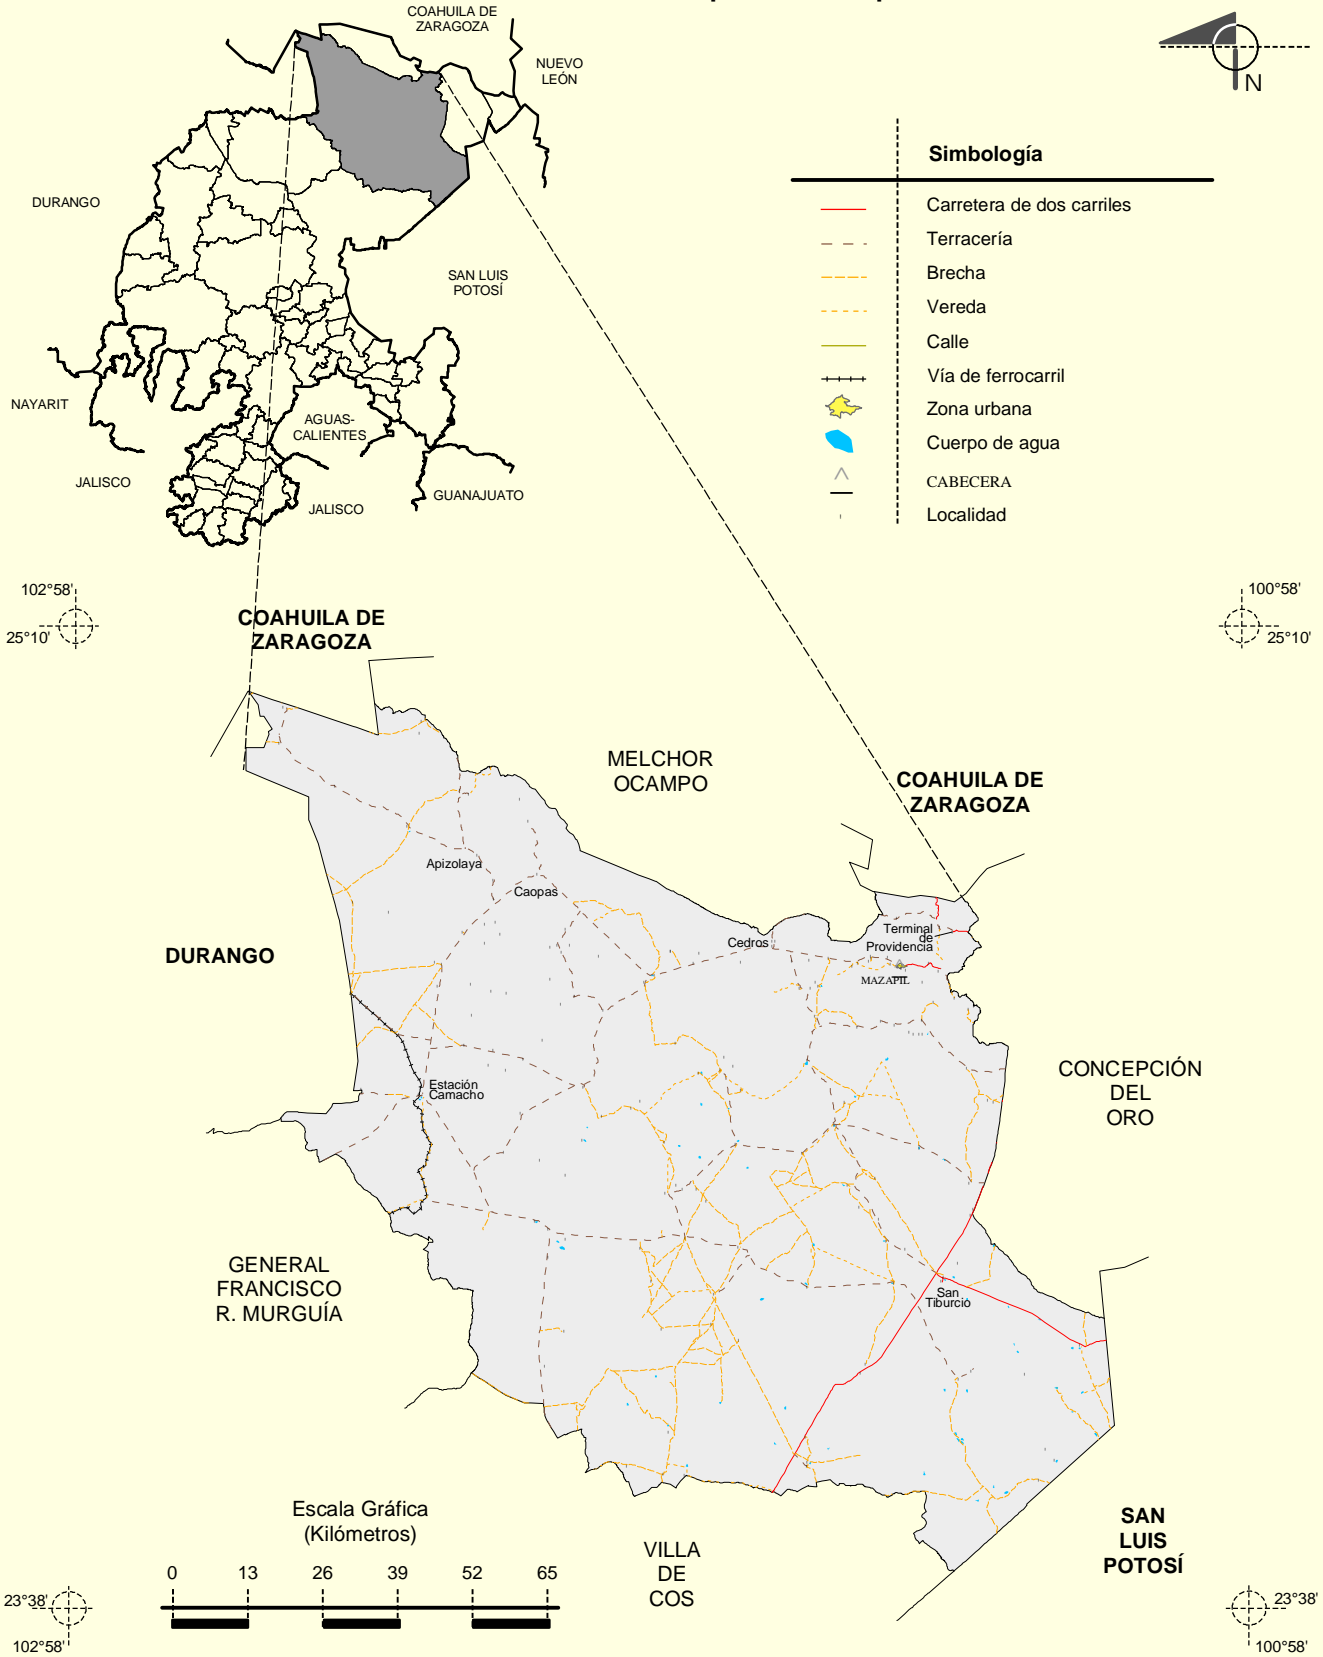 COAHUILA DE
ZARAGOZA
NUEVO
LEÓN
N
DURANGO
SAN LUIS
POTOSÍ
NAYARIT
AGUAS-
CALIENTES
JALISCO
JALISCO
GUANAJUATO
Simbología
Carretera de dos carriles
Terracería
Brecha
Vereda
Calle
Vía de ferrocarril
Zona urbana
Cuerpo de agua
CABECERA
Localidad
102°58'
25°10'
100°58'
25°10'
COAHUILA DE
ZARAGOZA
MELCHOR
OCAMPO
COAHUILA DE
ZARAGOZA
Apizolaya
Caopas
Cedros
Terminal
de
Providencia
MAZAPIL
DURANGO
Estación
Camacho
CONCEPCIÓN
DEL
ORO
GENERAL
FRANCISCO
R. MURGUÍA
San
Tiburcio
Escala Gráfica
(Kilómetros)
0 13 26 39 52 65
VILLA
DE
COS
SAN
LUIS
POTOSÍ
23°38'
102°58'
23°38'
100°58'